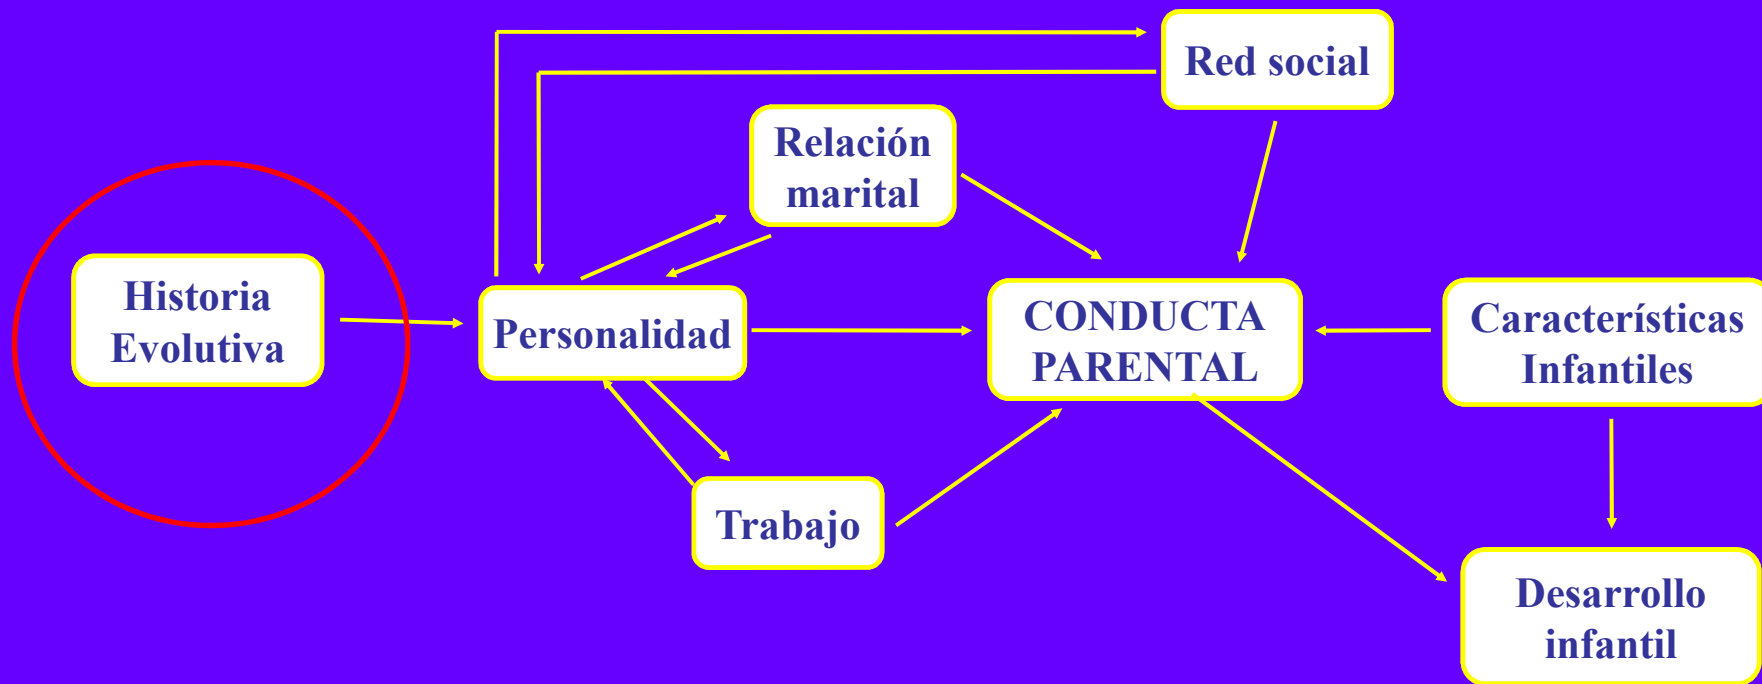 Red social
Relación
marital
Historia
Evolutiva
Personalidad
CONDUCTA
PARENTAL
Características
Infantiles
Trabajo
Desarrollo
infantil